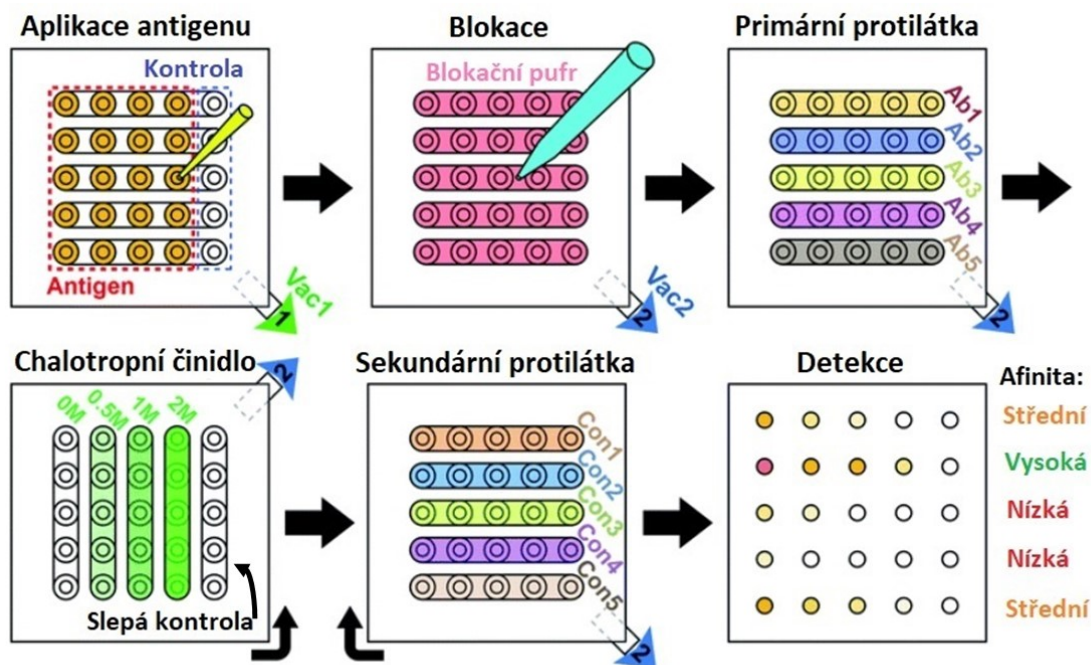 Aplikace antigenu
Kontrola
Antigen
1
Vac1
Blokace
Blokační pufr
2
Vac2
Primární protilátka
Ab1
Ab2
Ab3
Ab4
Ab5
2
Chalotropní činidlo
2
0M
0.5M
1M
2M
Slepá kontrola
Sekundární protilátka
Con1
Con2
Con3
Con4
Con5
2
Detekce
Afinita:
Střední
Vysoká
Nízká
Nízká
Střední